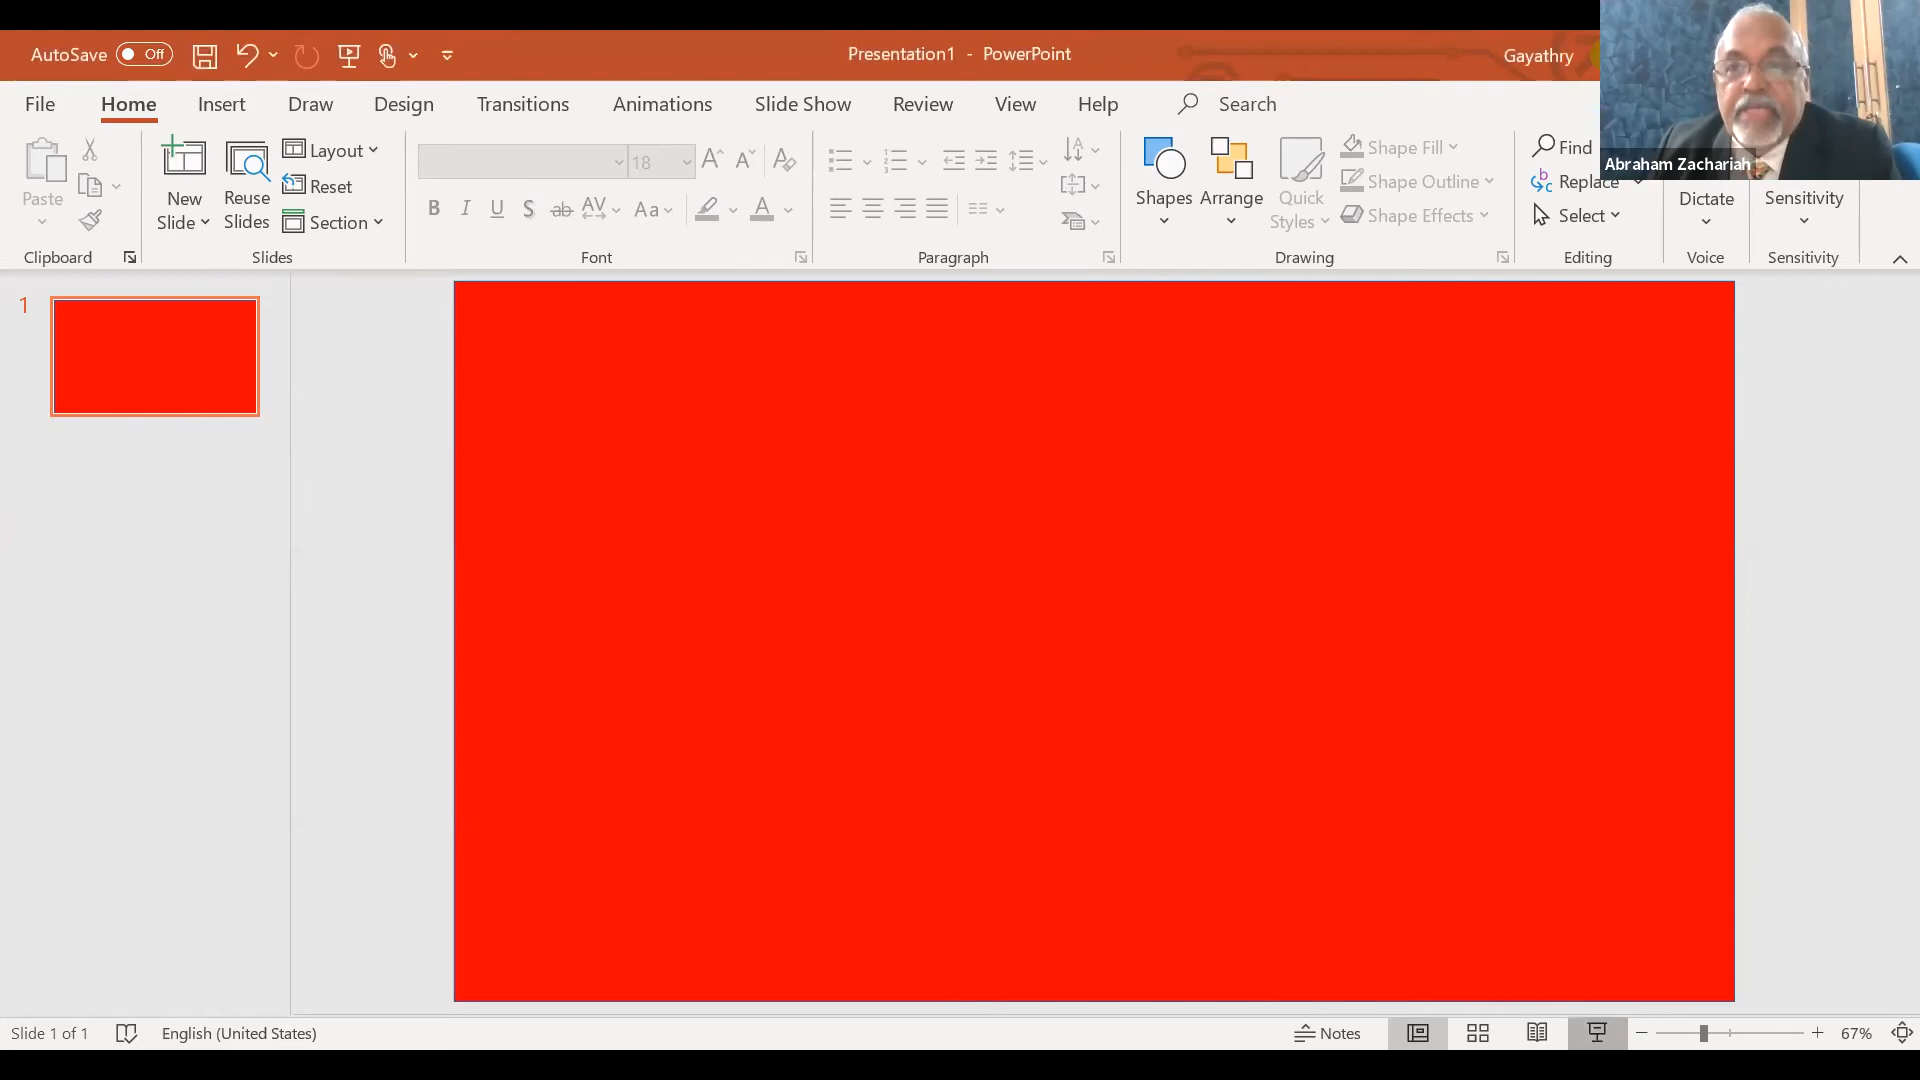 AutoSave Off
Presentation1 - PowerPoint
Gayathry
File Home Insert Draw Design Transitions Animations Slide Show Review View Help Search
Paste
Clipboard
New Slide
Reuse Slides
Layout
Reset
Section
Slides
18
B I U S ab AV Aa A
Font
Paragraph
Shapes
Arrange
Quick Styles
Shape Fill
Shape Outline
Shape Effects
Drawing
Find
Replace
Select
Editing
Dictate
Voice
Sensitivity
Sensitivity
Abraham Zachariah
1
Slide 1 of 1 English (United States) Notes 67%